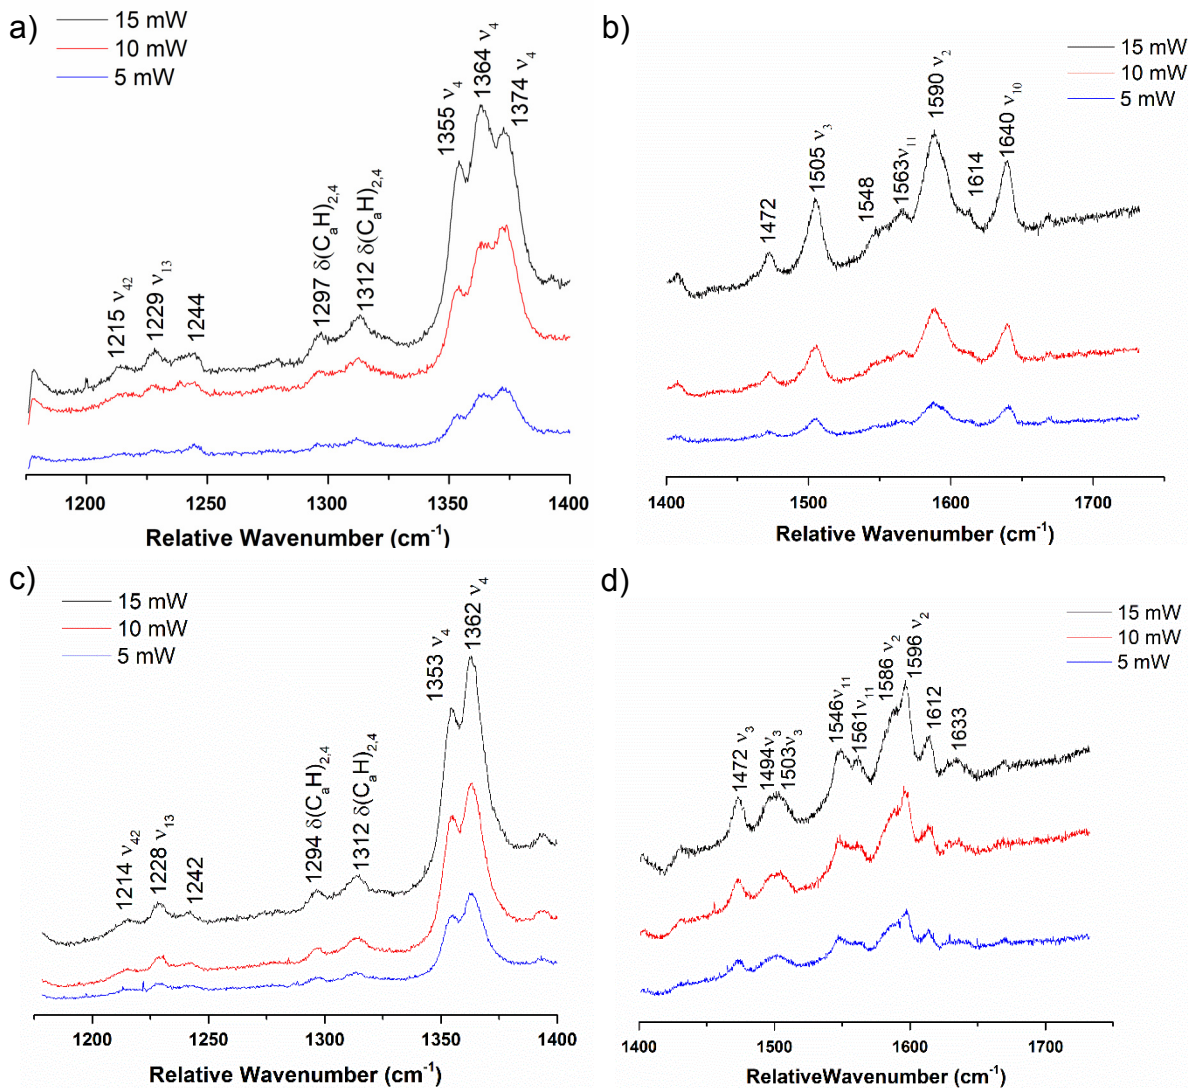 a)
15 mW
10 mW
5 mW
1215 ν42
1229 ν13
1244
1297 δ(CaH)2,4
1312 δ(CaH)2,4
1355 ν4
1364 ν4
1374 ν4
1200 1250 1300 1350 1400
Relative Wavenumber (cm-1)
b)
15 mW
10 mW
5 mW
1472
1505 ν3
1548
1563ν11
1590 ν2
1614
1640 ν10
1400 1500 1600 1700
Relative Wavenumber (cm-1)
c)
15 mW
10 mW
5 mW
1214 ν42
1228 ν13
1242
1294 δ(CaH)2,4
1312 δ(CaH)2,4
1353 ν4
1362 ν4
1200 1250 1300 1350 1400
Relative Wavenumber (cm-1)
d)
15 mW
10 mW
5 mW
1472 ν3
1494ν3
1503ν3
1546ν11
1561ν11
1586 ν2
1596 ν2
1612
1633
1400 1500 1600 1700
RelativeWavenumber (cm-1)